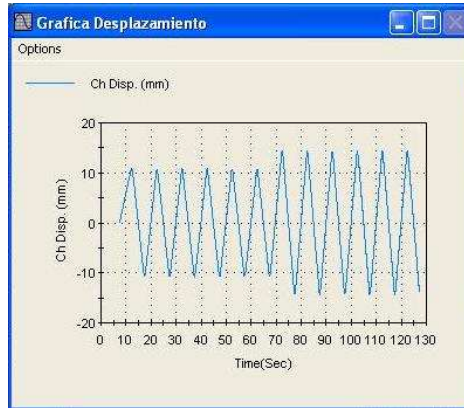 Grafica Desplazamiento
Options
Ch Disp. (mm)
20
10
0
-10
-20
Ch Disp. (mm)
0 10 20 30 40 50 60 70 80 90 100 110 120 130
Time(Sec)